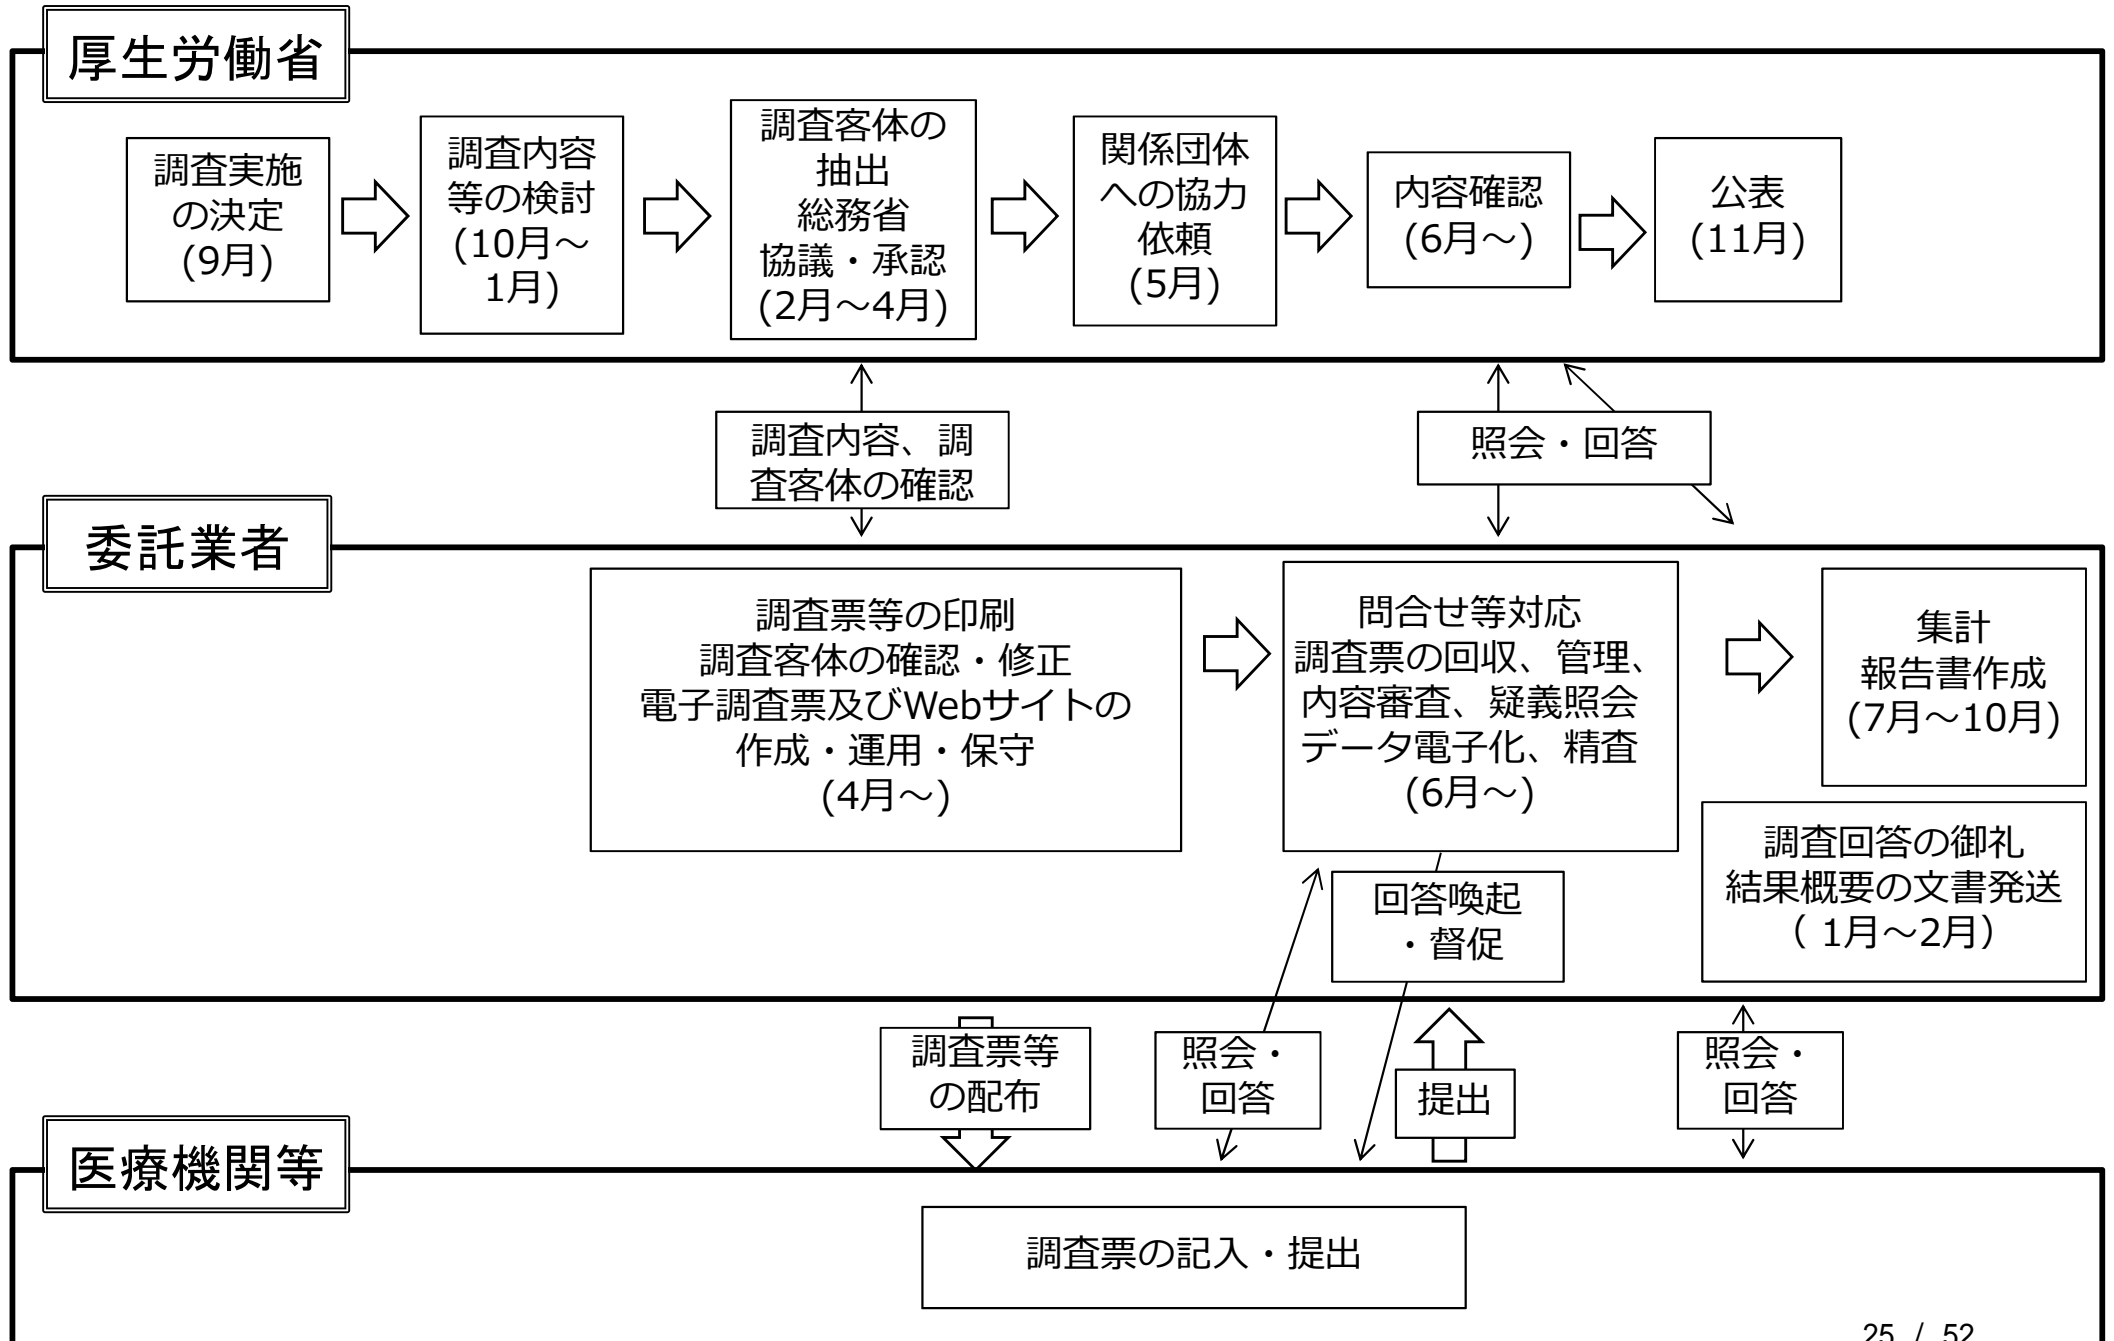 厚生労働省
調査実施
の決定
(9月)
調査内容
等の検討
(10月～
1月)
調査客体の
抽出
総務省
協議・承認
(2月～4月)
関係団体
への協力
依頼
(5月)
内容確認
(6月～)
公表
(11月)
調査内容、調
査客体の確認
照会・回答
委託業者
調査票等の印刷
調査客体の確認・修正
電子調査票及びWebサイトの
作成・運用・保守
(4月～)
問合せ等対応
調査票の回収、管理、
内容審査、疑義照会
データ電子化、精査
(6月～)
集計
報告書作成
(7月～10月)
調査回答の御礼
結果概要の文書発送
（ 1月～2月）
回答喚起
・督促
調査票等
の配布
照会・
回答
提出
照会・
回答
医療機関等
調査票の記入・提出
25 / 52